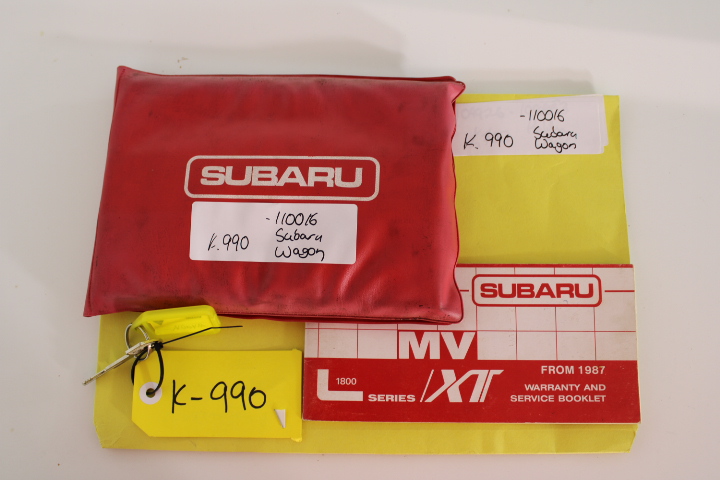 SUBARU
-110016
K.990 Subaru
Wagon
-110016
K.990 Subaru
Wagon
SUBARU
MV
L 1800 SERIES /XT
FROM 1987
WARRANTY AND
SERVICE BOOKLET
K-990